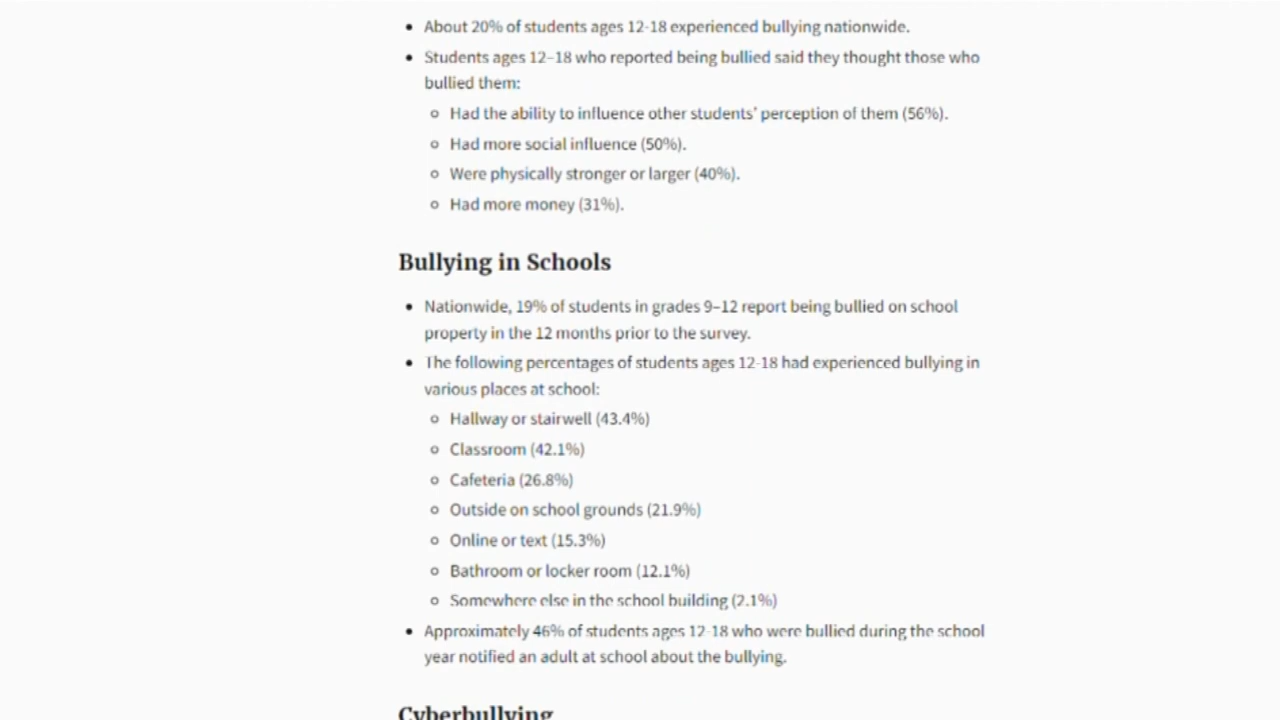 About 20% of students ages 12-18 experienced bullying nationwide.
Students ages 12–18 who reported being bullied said they thought those who
bullied them:
Had the ability to influence other students' perception of them (56%).
Had more social influence (50%).
Were physically stronger or larger (40%).
Had more money (31%).
Bullying in Schools
Nationwide, 19% of students in grades 9–12 report being bullied on school
property in the 12 months prior to the survey.
The following percentages of students ages 12-18 had experienced bullying in
various places at school:
Hallway or stairwell (43.4%)
Classroom (42.1%)
Cafeteria (26.8%)
Outside on school grounds (21.9%)
Online or text (15.3%)
Bathroom or locker room (12.1%)
Somewhere else in the school building (2.1%)
Approximately 46% of students ages 12-18 who were bullied during the school
year notified an adult at school about the bullying.
Cyberbullying